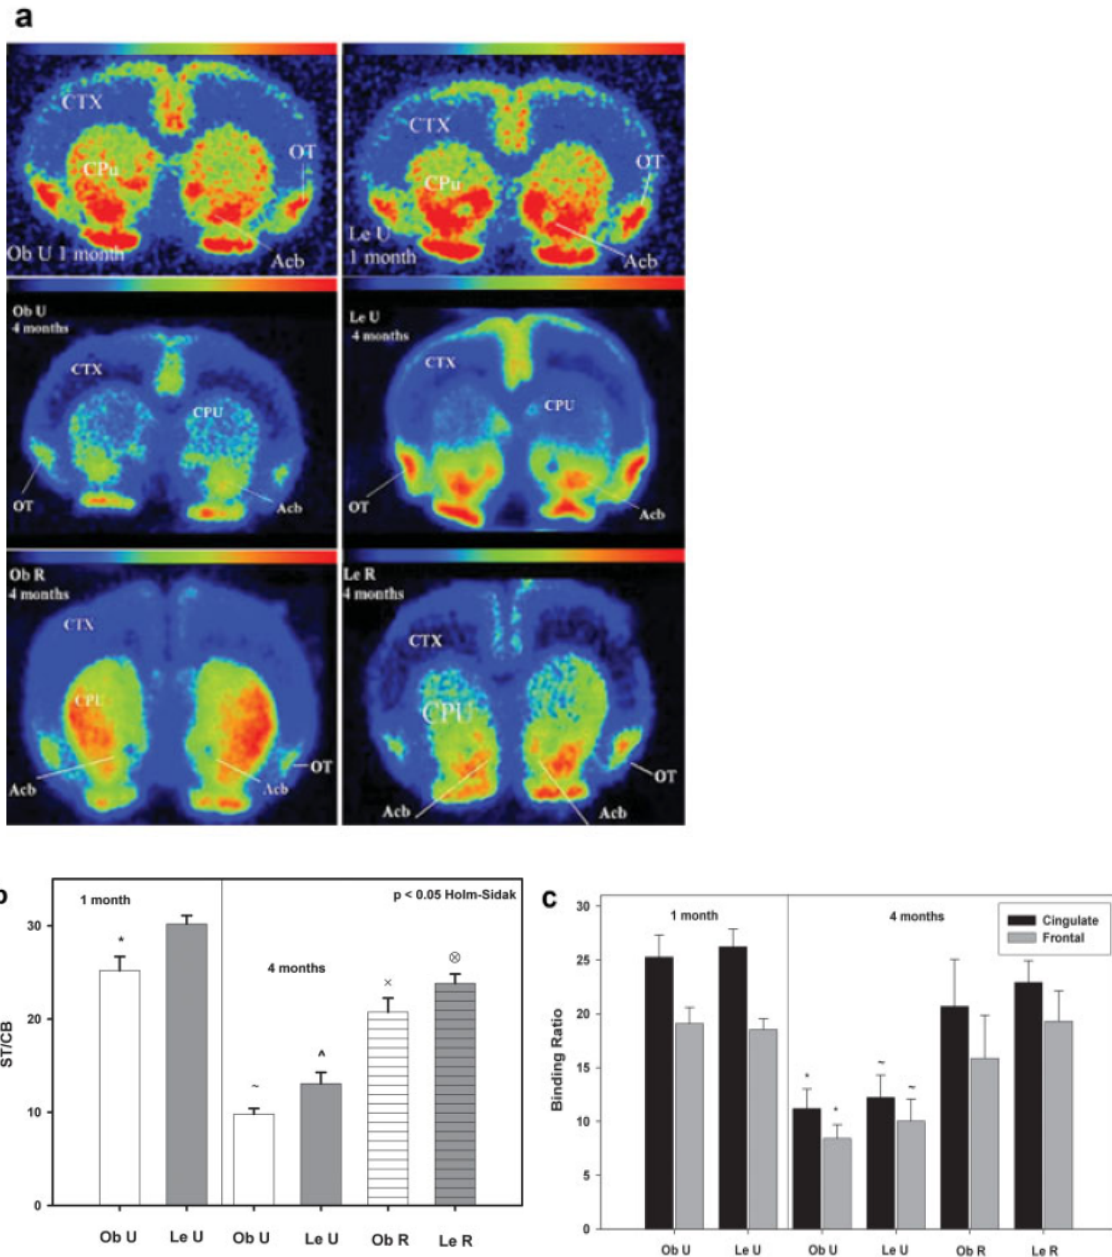 a
CTX
CPu
OT
Ob U 1 month
Acb
CTX
CPu
OT
Le U
1 month
Acb
Ob U
4 months
CTX
CPU
OT
Acb
Le U
4 months
CTX
CPU
OT
Acb
Ob R
4 months
CTX
CPU
Acb
Acb
OT
Le R
4 months
CTX
CPU
OT
Acb
Acb
1 month
p < 0.05 Holm-Sidak
4 months
ST/CB
30
20
10
0
*
~
^
×
⊗
Ob U Le U Ob U Le U Ob R Le R
c
1 month
4 months
Cingulate
Frontal
Binding Ratio
30
25
20
15
10
5
0
*
*
~
~
Ob U Le U Ob U Le U Ob R Le R